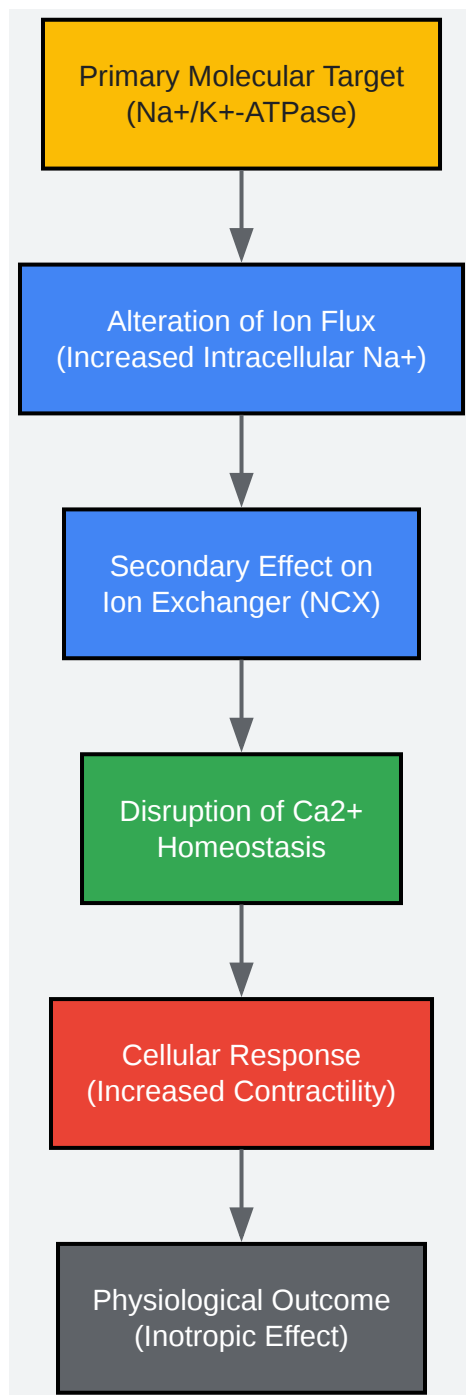 Primary Molecular Target
(Na+/K+-ATPase)
Alteration of Ion Flux
(Increased Intracellular Na+)
Secondary Effect on
Ion Exchanger (NCX)
Disruption of Ca2+
Homeostasis
Cellular Response
(Increased Contractility)
Physiological Outcome
(Inotropic Effect)